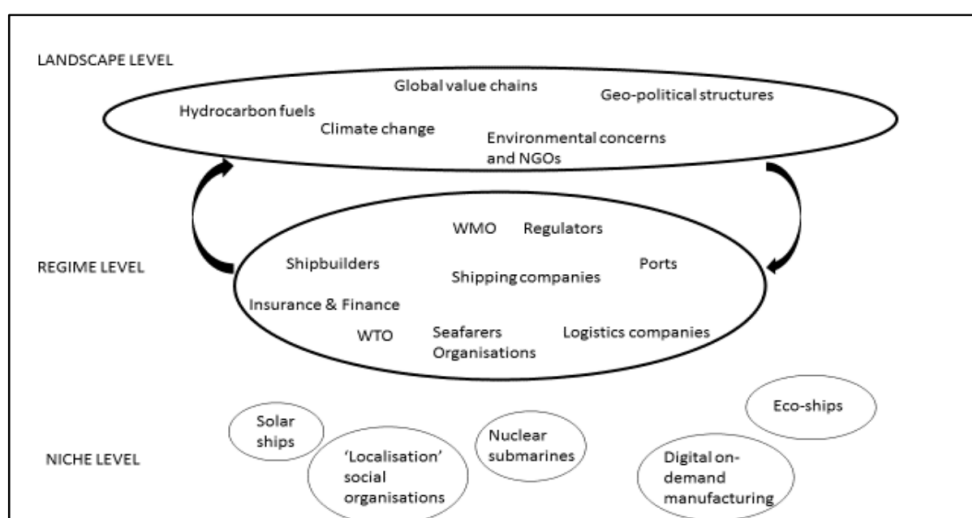 LANDSCAPE LEVEL
Global value chains
Geo-political structures
Hydrocarbon fuels
Climate change
Environmental concerns
and NGOs
WMO
Regulators
REGIME LEVEL
Shipbuilders
Shipping companies
Ports
Insurance & Finance
WTO
Seafarers
Organisations
Logistics companies
Eco-ships
Solar
ships
Nuclear
submarines
NICHE LEVEL
‘Localisation’
social
organisations
Digital on-
demand
manufacturing